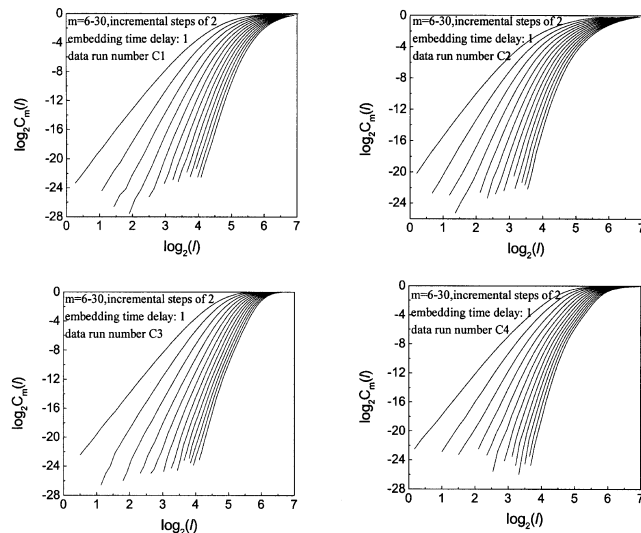 m=6-30,incremental steps of 2
embedding time delay: 1
data run number C1
0
-4
-8
-12
-16
-20
-24
-28
log₂Cₘ(l)
0 1 2 3 4 5 6 7
log₂(l)
m=6-30,incremental steps of 2
embedding time delay: 1
data run number C2
0
-5
-10
-15
-20
-25
log₂Cₘ(l)
0 1 2 3 4 5 6 7
log₂(l)
m=6-30,incremental steps of 2
embedding time delay: 1
data run number C3
0
-4
-8
-12
-16
-20
-24
-28
log₂Cₘ(l)
0 1 2 3 4 5 6 7
log₂(l)
m=6-30,incremental steps of 2
embedding time delay: 1
data run number C4
0
-4
-8
-12
-16
-20
-24
-28
log₂Cₘ(l)
0 1 2 3 4 5 6 7
log₂(l)